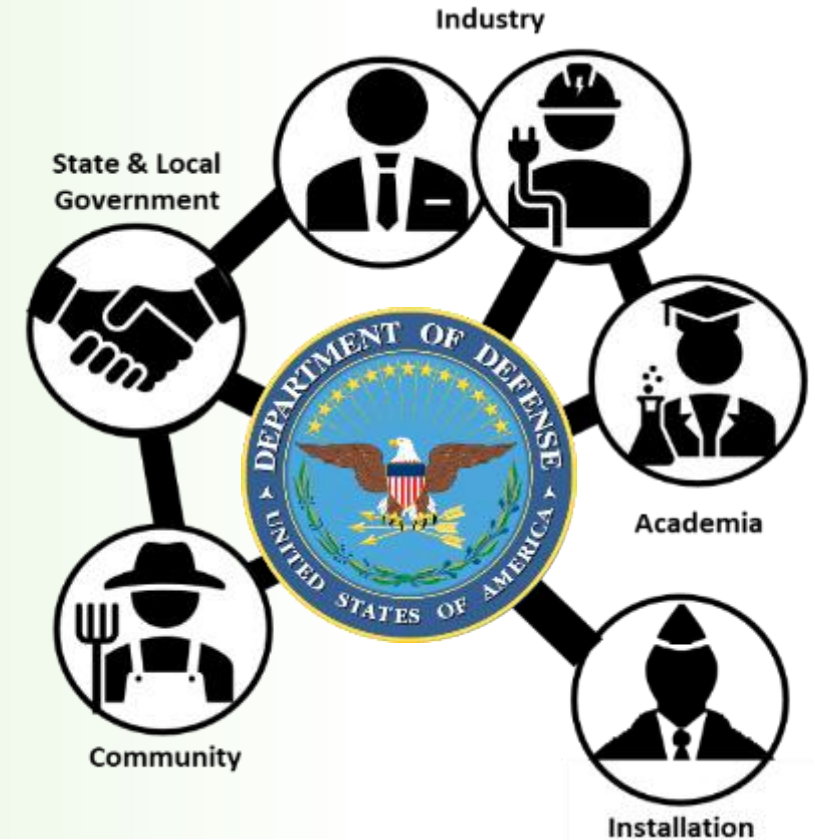 Industry
State & Local
Government
DEPARTMENT OF DEFENSE
UNITED STATES OF AMERICA
Academia
Community
Installation